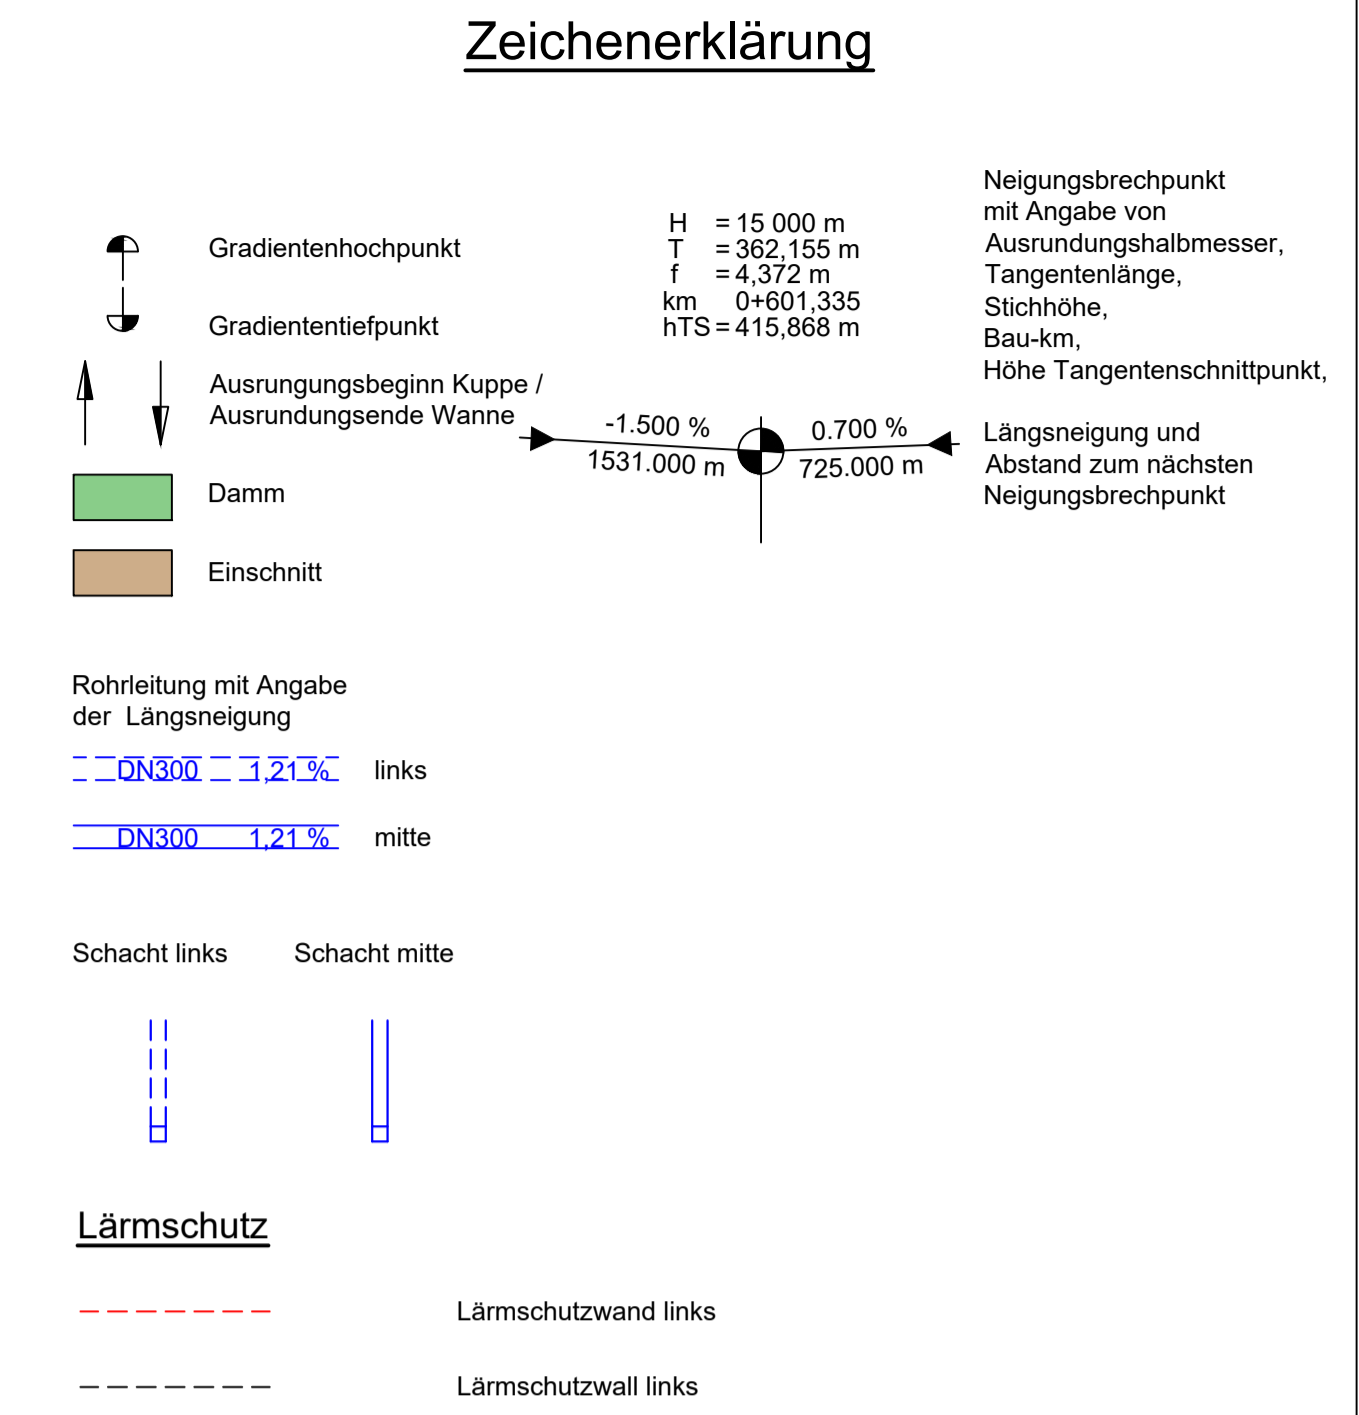 Zeichenerklärung
Gradientenhochpunkt
Gradiententiefpunkt
Ausrungungsbeginn Kuppe /
Ausrundungsende Wanne
Damm
Einschnitt
H = 15 000 m
T = 362,155 m
f = 4,372 m
km 0+601,335
hTS = 415,868 m
-1.500 % 0.700 %
1531.000 m 725.000 m
Neigungsbrechpunkt
mit Angabe von
Ausrundungshalbmesser,
Tangentenlänge,
Stichhöhe,
Bau-km,
Höhe Tangentenschnittpunkt,
Längsneigung und
Abstand zum nächsten
Neigungsbrechpunkt
Rohrleitung mit Angabe
der Längsneigung
DN300 1,21 % links
DN300 1,21 % mitte
Schacht links Schacht mitte
Lärmschutz
Lärmschutzwand links
Lärmschutzwall links